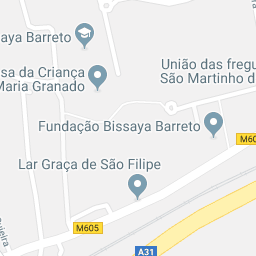 aya Barreto
União das fregu
São Martinho d
sa da Criança
Maria Granado
Fundação Bissaya Barreto
M60
Lar Graça de São Filipe
M605
A31